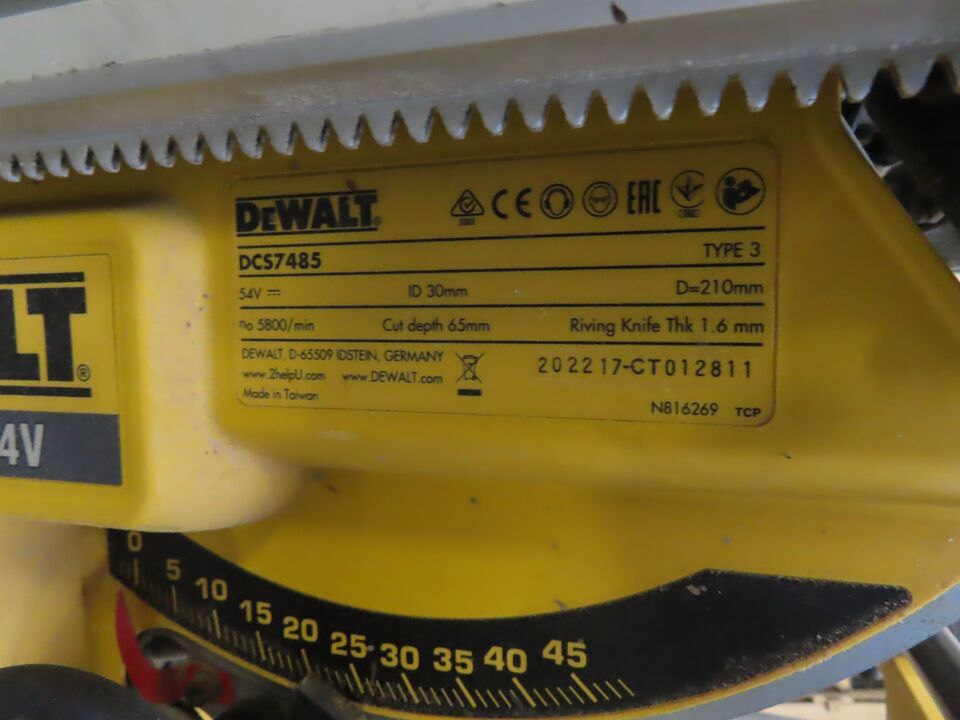 DEWALT®
CE
EAC
DCS7485
TYPE 3
54V
ID 30mm
D=210mm
no 5800/min
Cut depth 65mm
Riving Knife Thk 1.6 mm
DEWALT, D-65509 IDSTEIN, GERMANY
www.2helpU.com www.DEWALT.com
Made in Taiwan
202217-CT012811
N816269 TCP
LT®
4V
0 5 10 15 20 25 30 35 40 45